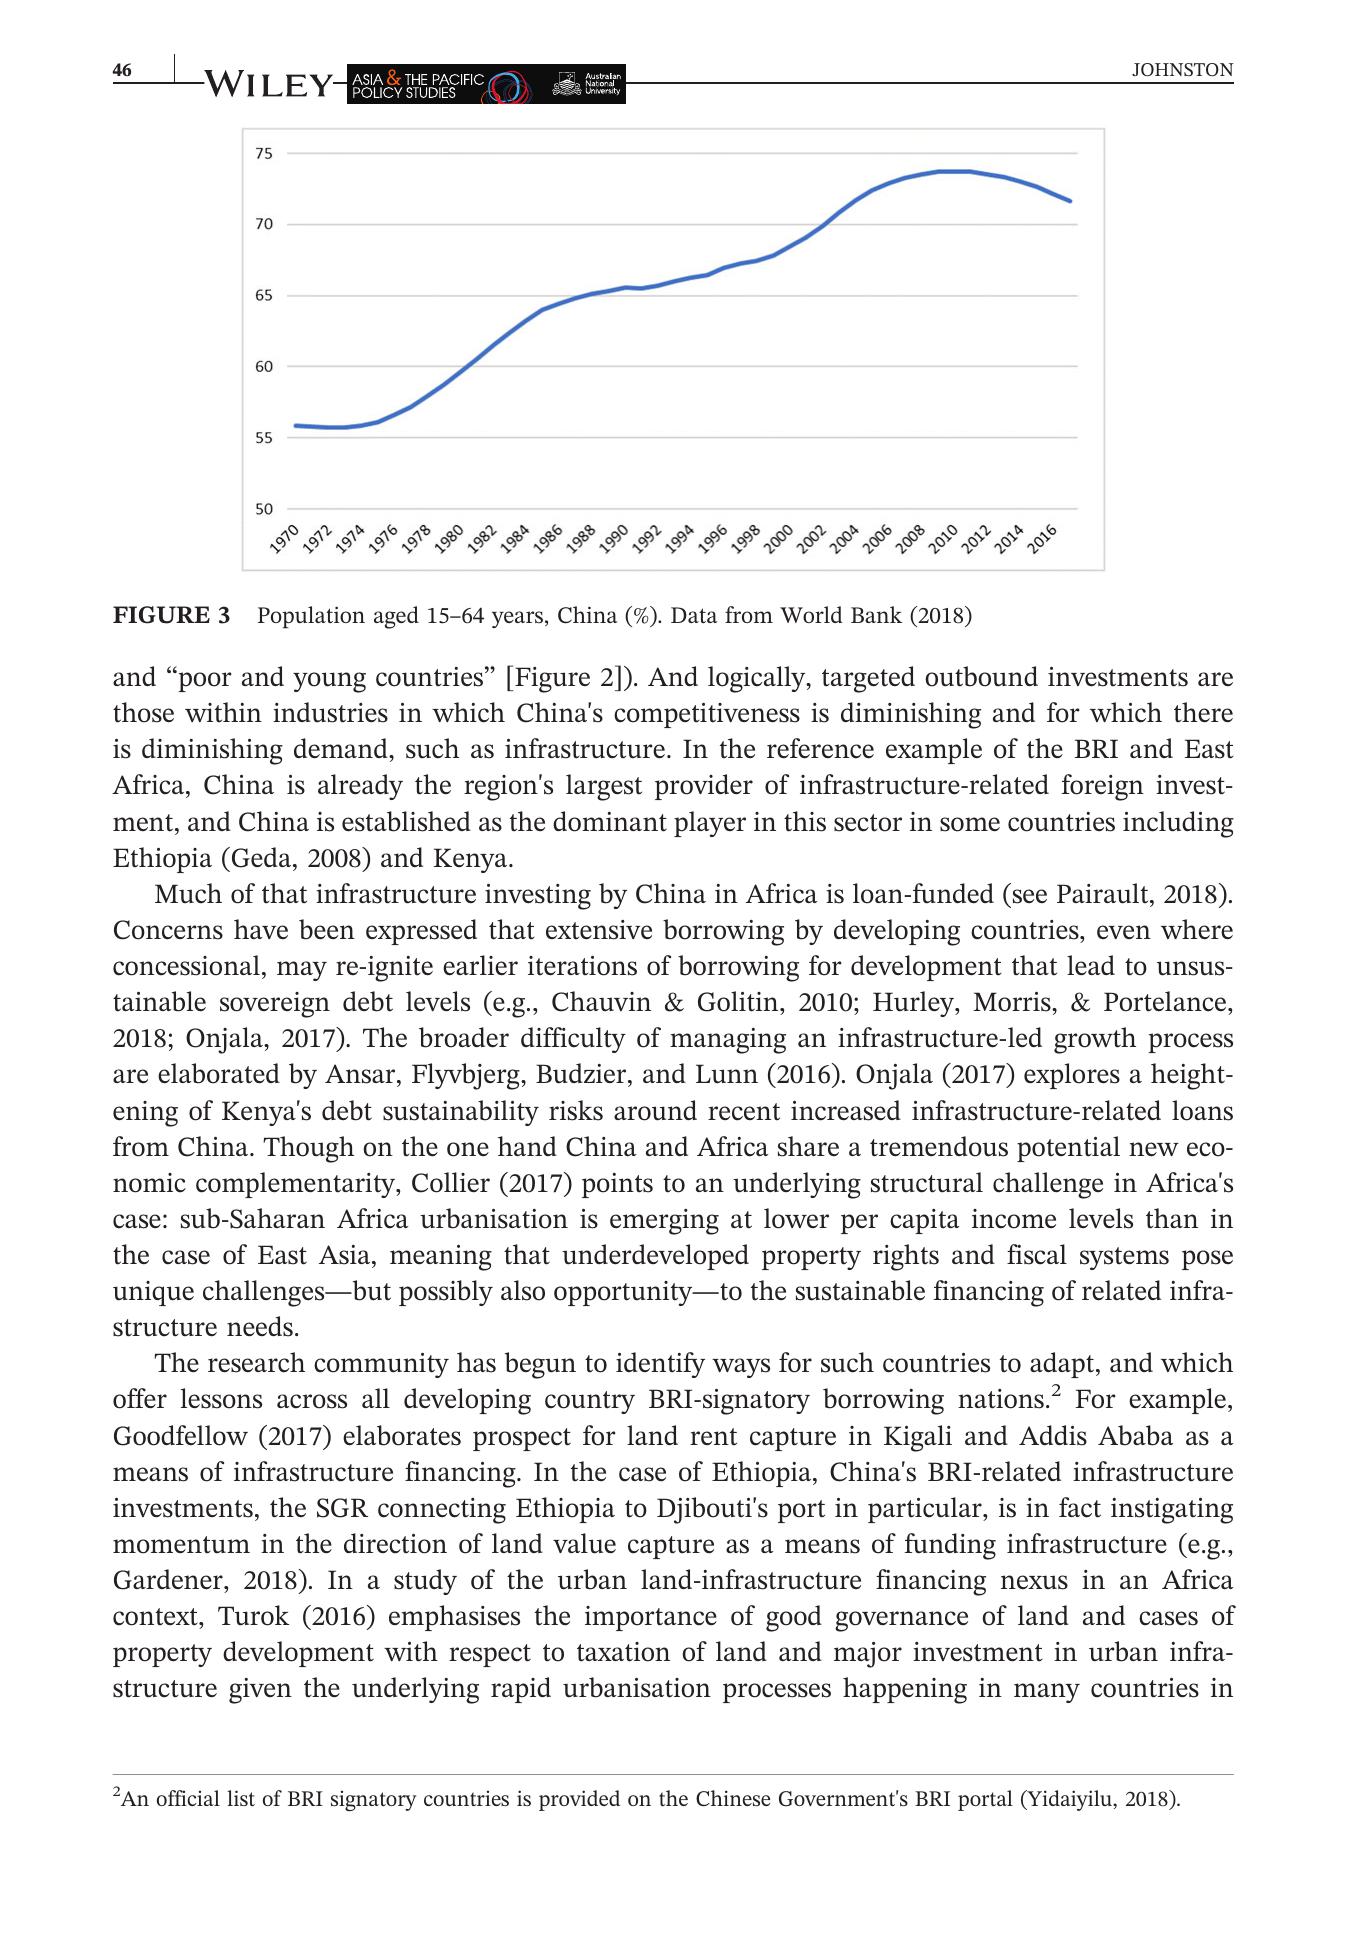 46
WILEY
ASIA & THE PACIFIC
POLICY STUDIES
Australian
National
University
JOHNSTON
75
70
65
60
55
50
1970 1972 1974 1976 1978 1980 1982 1984 1986 1988 1990 1992 1994 1996 1998 2000 2002 2004 2006 2008 2010 2012 2014 2016
FIGURE 3 Population aged 15–64 years, China (%). Data from World Bank (2018)
and “poor and young countries” [Figure 2]). And logically, targeted outbound investments are
those within industries in which China's competitiveness is diminishing and for which there
is diminishing demand, such as infrastructure. In the reference example of the BRI and East
Africa, China is already the region's largest provider of infrastructure-related foreign invest-
ment, and China is established as the dominant player in this sector in some countries including
Ethiopia (Geda, 2008) and Kenya.
Much of that infrastructure investing by China in Africa is loan-funded (see Pairault, 2018).
Concerns have been expressed that extensive borrowing by developing countries, even where
concessional, may re-ignite earlier iterations of borrowing for development that lead to unsus-
tainable sovereign debt levels (e.g., Chauvin & Golitin, 2010; Hurley, Morris, & Portelance,
2018; Onjala, 2017). The broader difficulty of managing an infrastructure-led growth process
are elaborated by Ansar, Flyvbjerg, Budzier, and Lunn (2016). Onjala (2017) explores a height-
ening of Kenya's debt sustainability risks around recent increased infrastructure-related loans
from China. Though on the one hand China and Africa share a tremendous potential new eco-
nomic complementarity, Collier (2017) points to an underlying structural challenge in Africa's
case: sub-Saharan Africa urbanisation is emerging at lower per capita income levels than in
the case of East Asia, meaning that underdeveloped property rights and fiscal systems pose
unique challenges—but possibly also opportunity—to the sustainable financing of related infra-
structure needs.
The research community has begun to identify ways for such countries to adapt, and which
offer lessons across all developing country BRI-signatory borrowing nations.² For example,
Goodfellow (2017) elaborates prospect for land rent capture in Kigali and Addis Ababa as a
means of infrastructure financing. In the case of Ethiopia, China's BRI-related infrastructure
investments, the SGR connecting Ethiopia to Djibouti's port in particular, is in fact instigating
momentum in the direction of land value capture as a means of funding infrastructure (e.g.,
Gardener, 2018). In a study of the urban land-infrastructure financing nexus in an Africa
context, Turok (2016) emphasises the importance of good governance of land and cases of
property development with respect to taxation of land and major investment in urban infra-
structure given the underlying rapid urbanisation processes happening in many countries in
²An official list of BRI signatory countries is provided on the Chinese Government's BRI portal (Yidaiyilu, 2018).